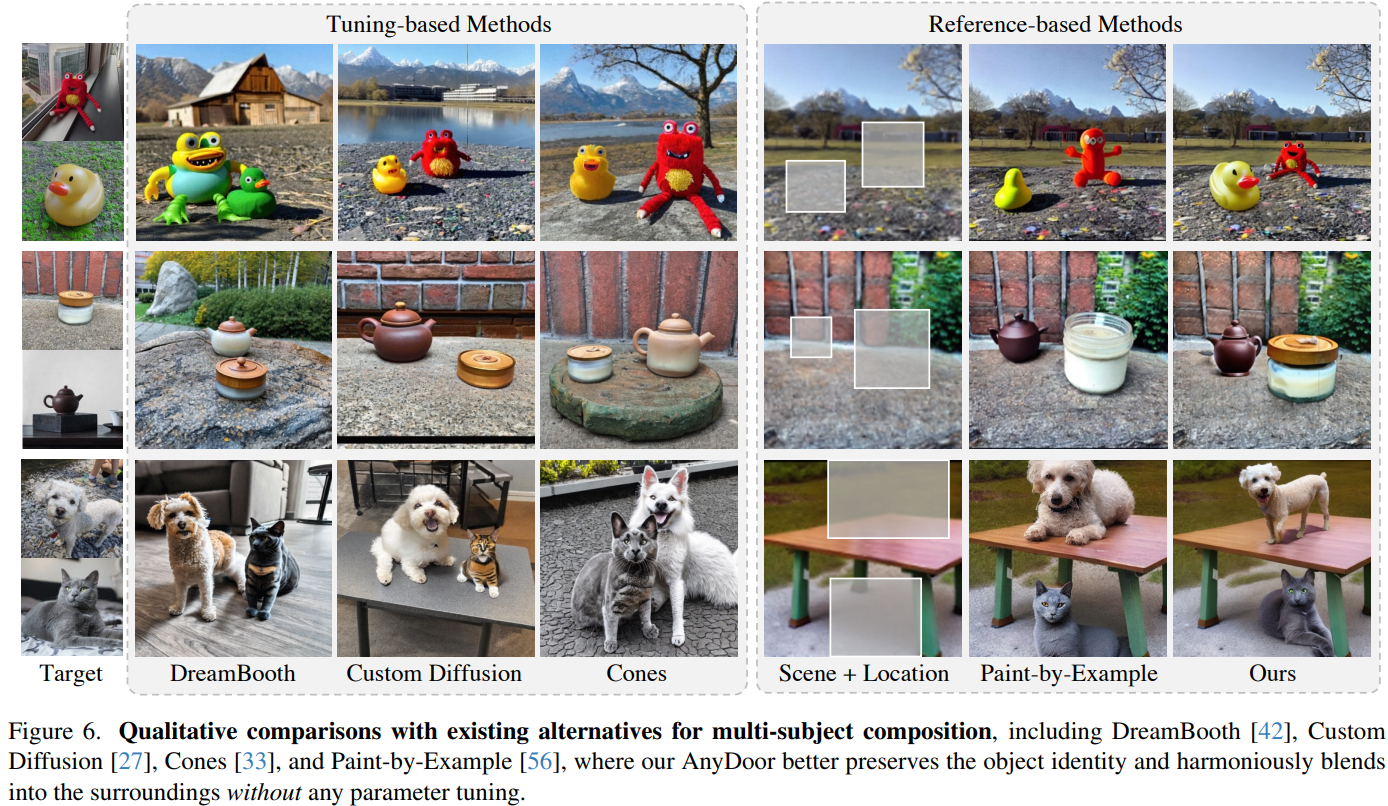 Tuning-based Methods
Reference-based Methods
Target
DreamBooth
Custom Diffusion
Cones
Scene + Location
Paint-by-Example
Ours
Figure 6. Qualitative comparisons with existing alternatives for multi-subject composition, including DreamBooth [42], Custom
Diffusion [27], Cones [33], and Paint-by-Example [56], where our AnyDoor better preserves the object identity and harmoniously blends
into the surroundings without any parameter tuning.